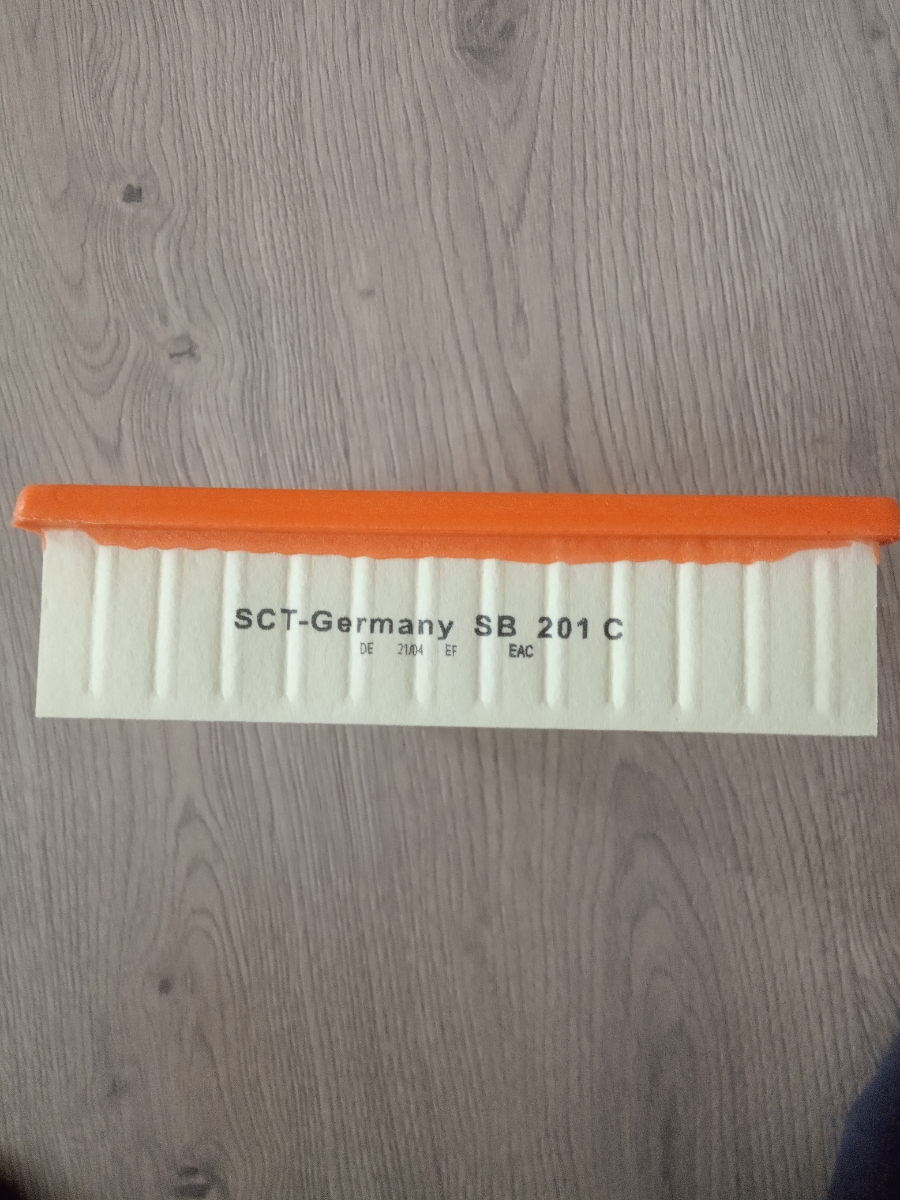 SCT-Germany SB 201 C
DE 21/04 EF EAC